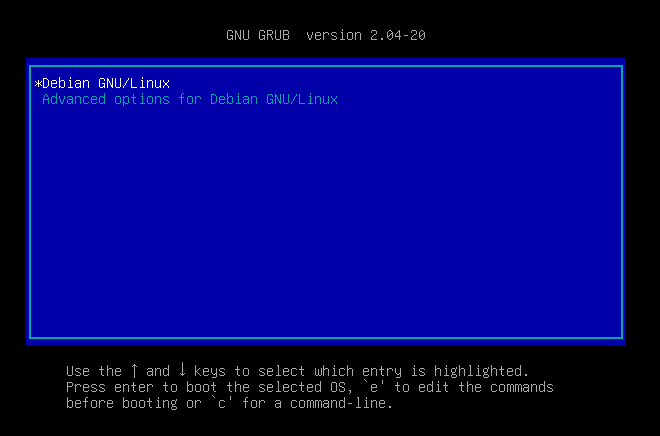 GNU GRUB  version 2.04-20
*Debian GNU/Linux
Advanced options for Debian GNU/Linux
Use the ↑ and ↓ keys to select which entry is highlighted.
Press enter to boot the selected OS, `e' to edit the commands
before booting or `c' for a command-line.